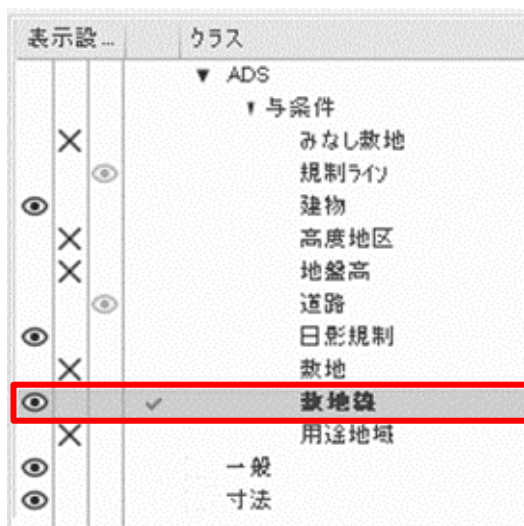 表示設... クラス
▼ ADS
▼ 与条件
みなし敷地
規制ライン
建物
高度地区
地盤高
道路
日影規制
敷地
敷地線
用途地域
一般
寸法